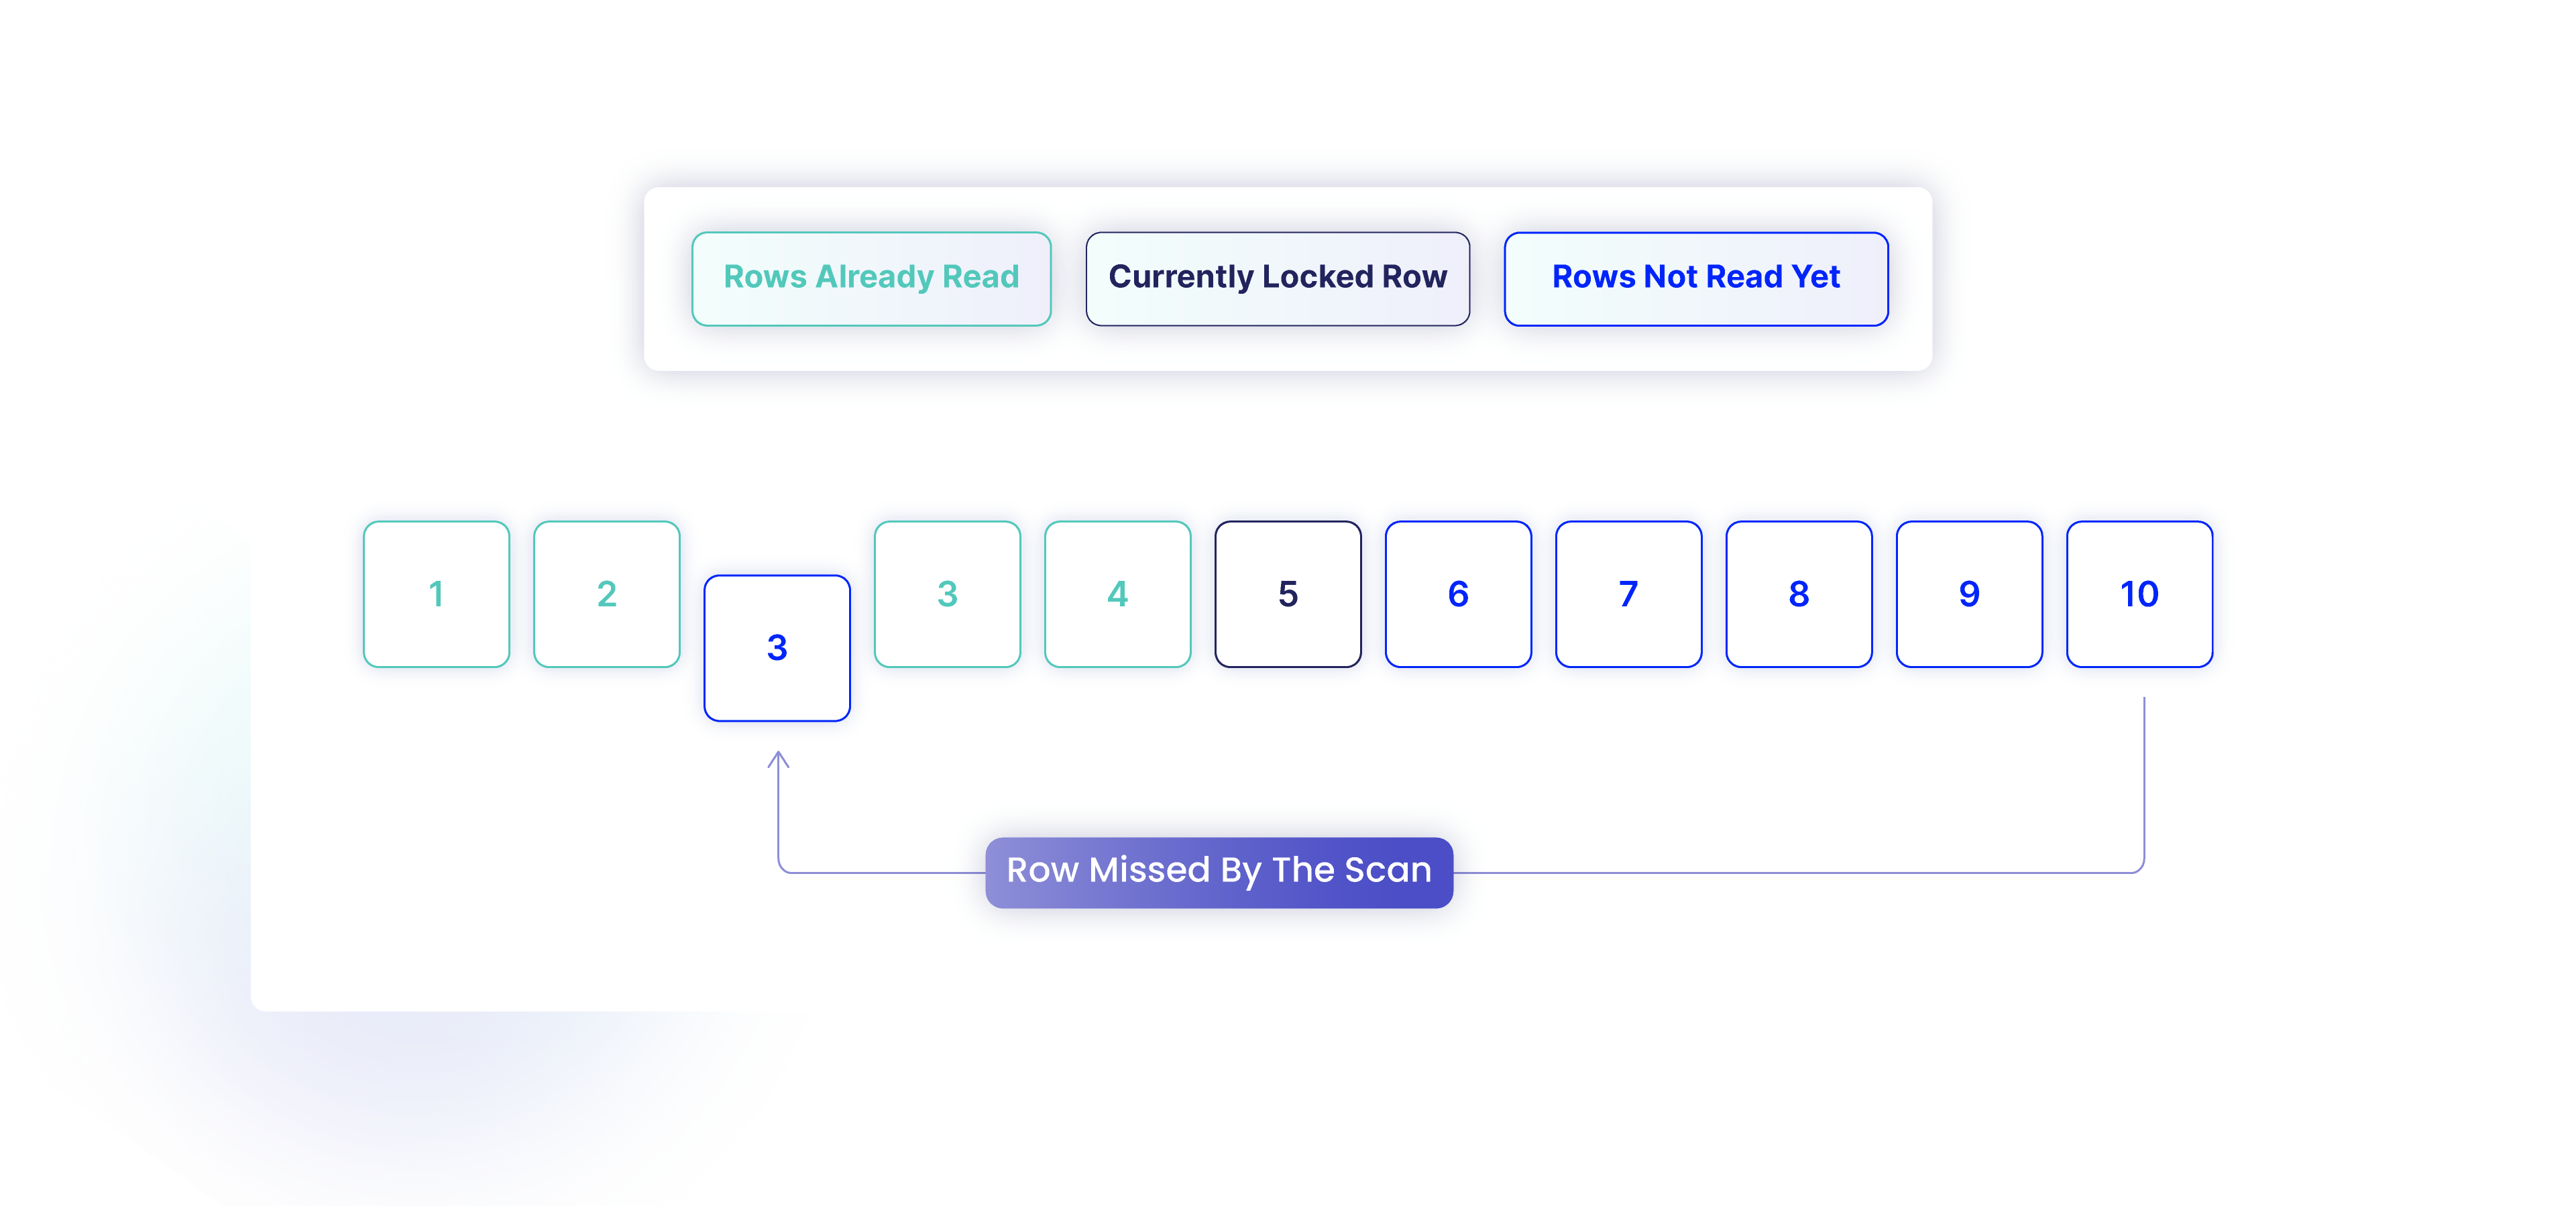 Rows Already Read
Currently Locked Row
Rows Not Read Yet
1 2 3 3 4 5 6 7 8 9 10
Row Missed By The Scan